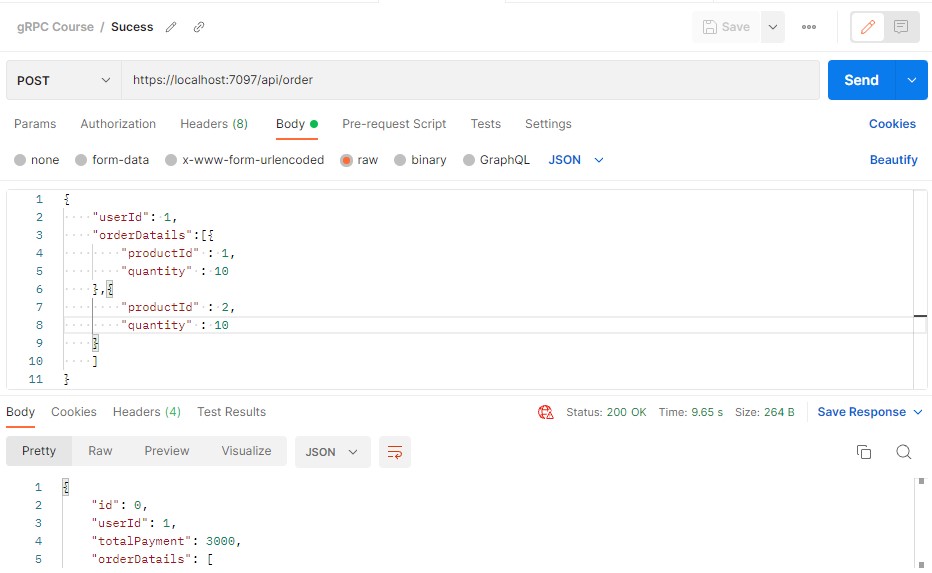 gRPC Course / Sucess
Save
POST
https://localhost:7097/api/order
Send
Params Authorization Headers (8) Body Pre-request Script Tests Settings Cookies
none form-data x-www-form-urlencoded raw binary GraphQL JSON Beautify
1 {
2 "userId": 1,
3 "orderDatails":[{
4 "productId" : 1,
5 "quantity" : 10
6 },{
7 "productId" : 2,
8 "quantity" : 10
9 }
10 ]
11 }
Body Cookies Headers (4) Test Results Status: 200 OK Time: 9.65 s Size: 264 B Save Response
Pretty Raw Preview Visualize JSON
1 {
2 "id": 0,
3 "userId": 1,
4 "totalPayment": 3000,
5 "orderDatails": [